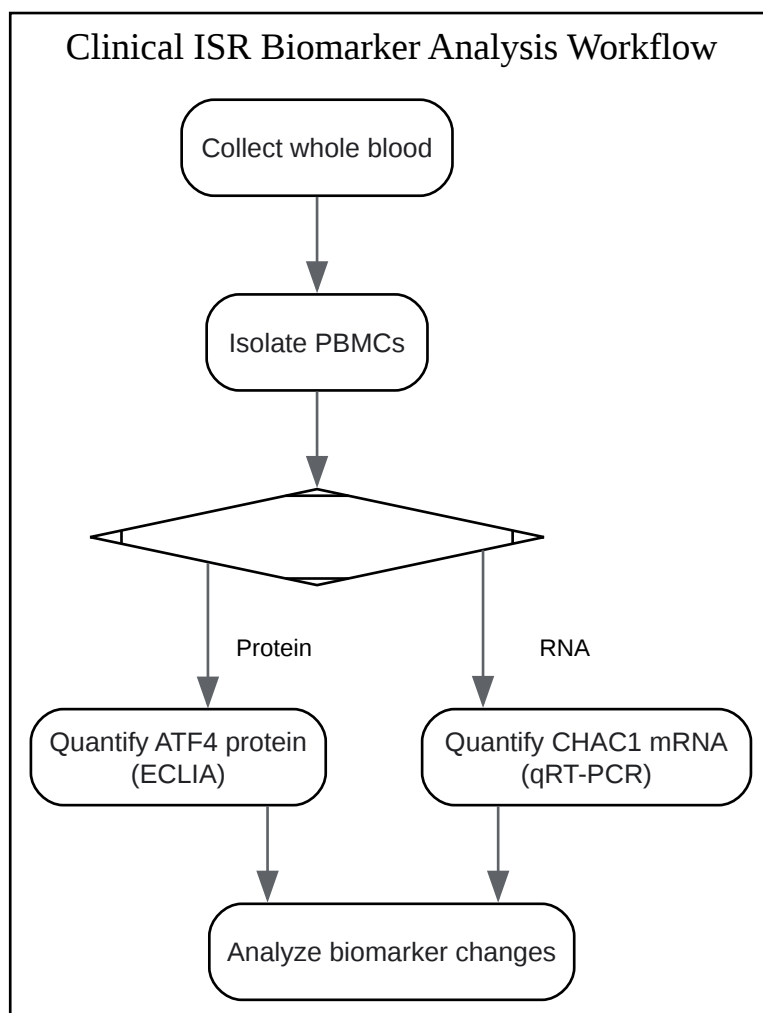 Clinical ISR Biomarker Analysis Workflow
Collect whole blood
Isolate PBMCs
Protein
RNA
Quantify ATF4 protein
(ECLIA)
Quantify CHAC1 mRNA
(qRT-PCR)
Analyze biomarker changes